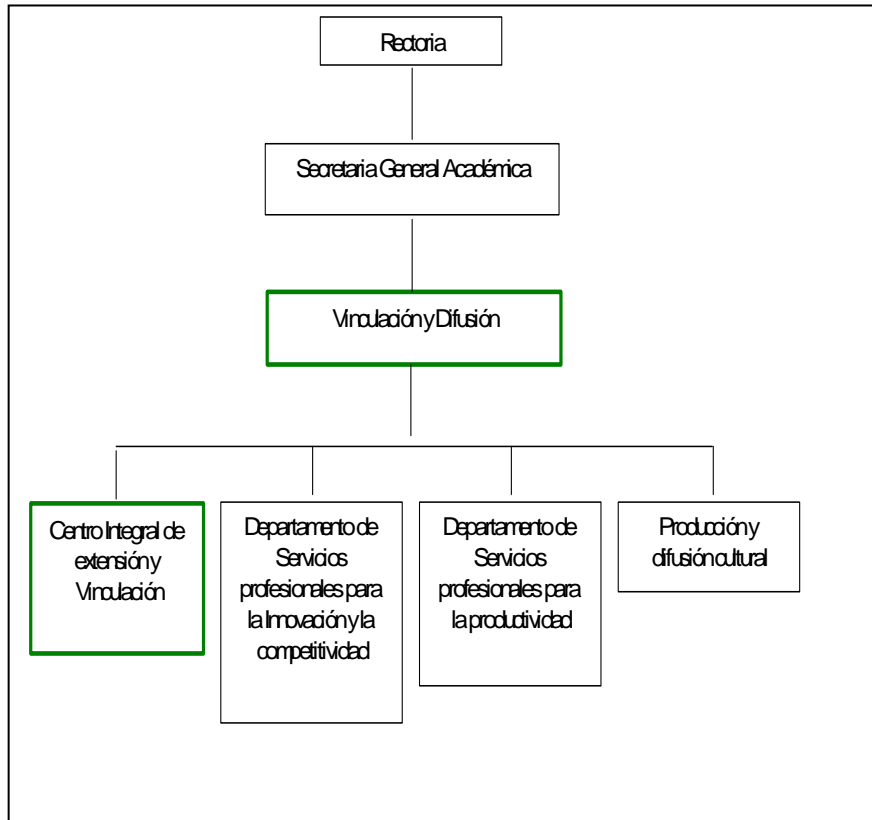 Rectoria
Secretaria General Académica
Vinculación y Difusión
Centro Integral de
extensión y
Vinculación
Departamento de
Servicios
profesionales para
la Innovación y la
competitividad
Departamento de
Servicios
profesionales para
la productividad
Producción y
difusión cultural